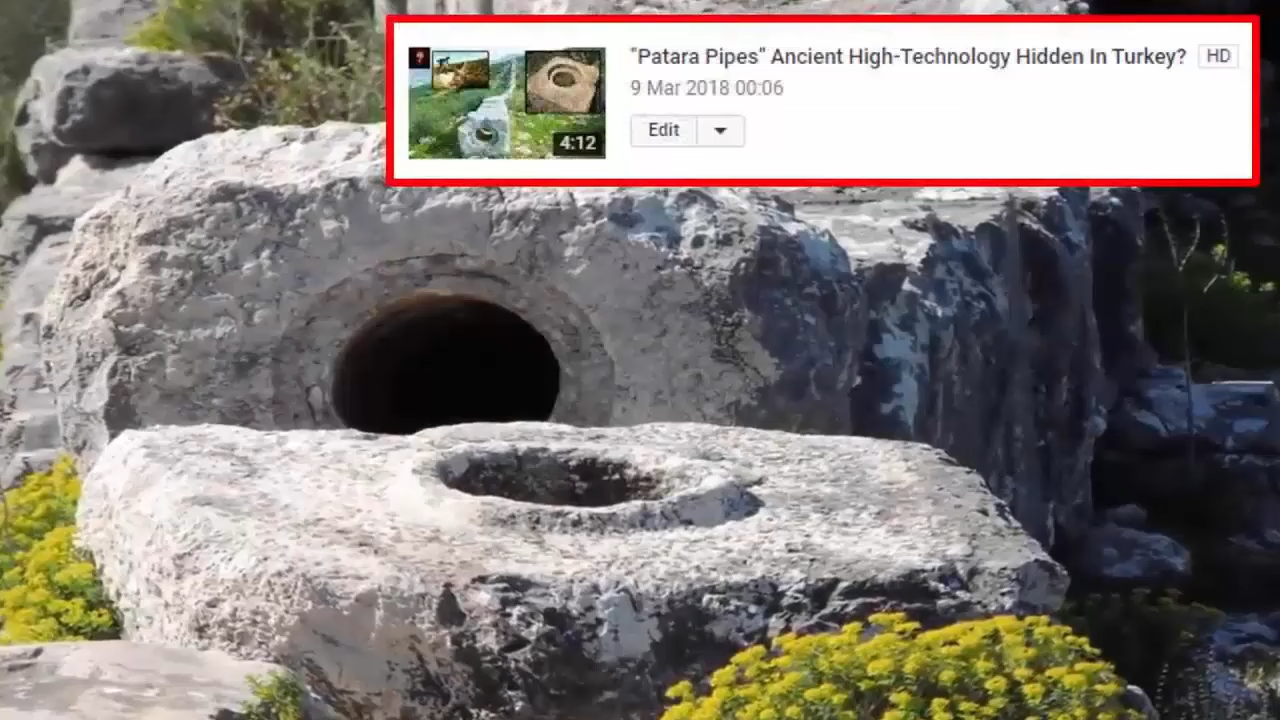 "Patara Pipes" Ancient High-Technology Hidden In Turkey? HD
9 Mar 2018 00:06
Edit
4:12